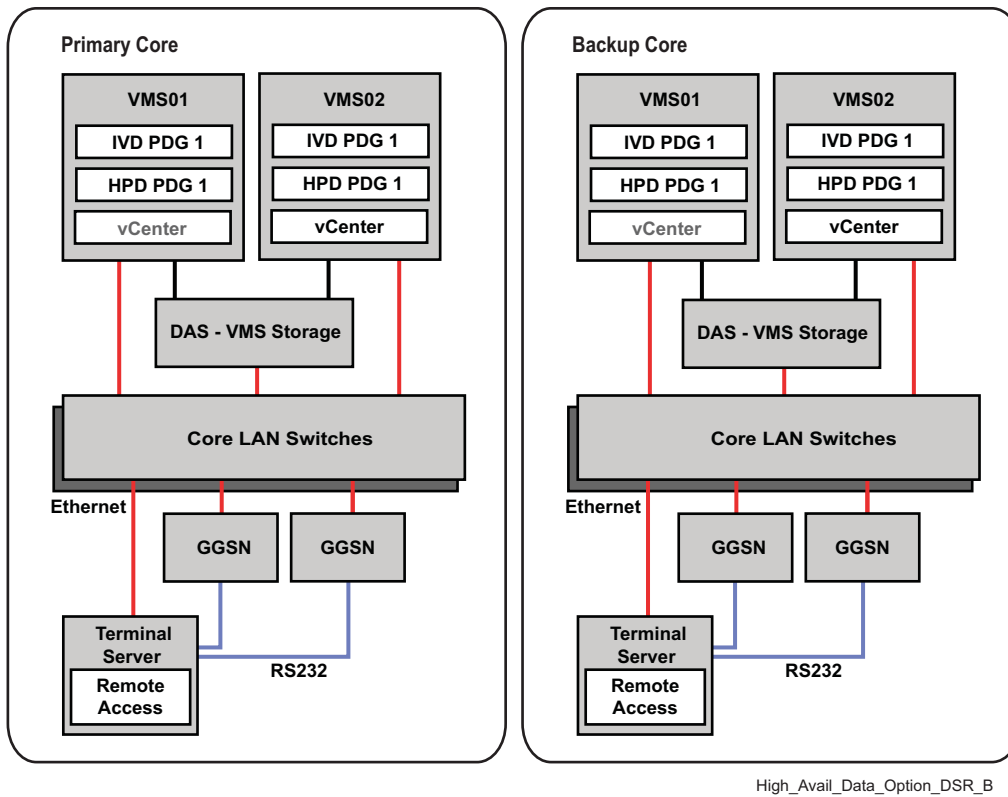 Primary Core
VMS01
IVD PDG 1
HPD PDG 1
vCenter
VMS02
IVD PDG 1
HPD PDG 1
vCenter
DAS - VMS Storage
Core LAN Switches
Ethernet
GGSN
GGSN
Terminal
Server
Remote
Access
RS232
Backup Core
VMS01
IVD PDG 1
HPD PDG 1
vCenter
VMS02
IVD PDG 1
HPD PDG 1
vCenter
DAS - VMS Storage
Core LAN Switches
Ethernet
GGSN
GGSN
Terminal
Server
Remote
Access
RS232
High_Avail_Data_Option_DSR_B